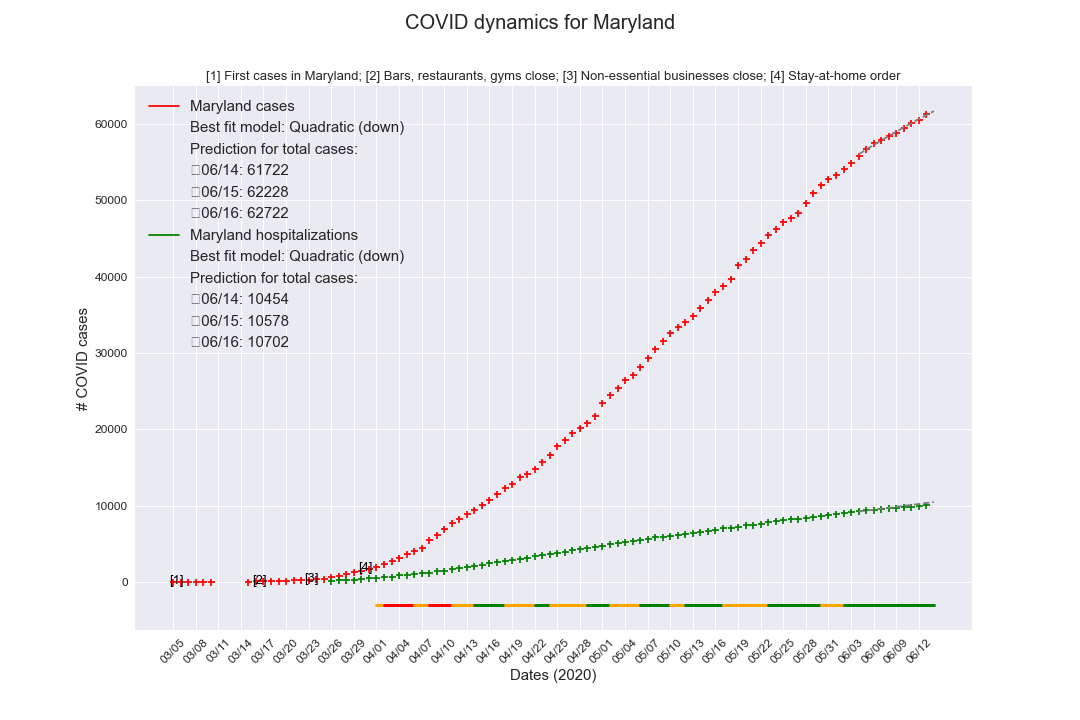 COVID dynamics for Maryland
[1] First cases in Maryland; [2] Bars, restaurants, gyms close; [3] Non-essential businesses close; [4] Stay-at-home order
Maryland cases
Best fit model: Quadratic (down)
Prediction for total cases:
06/14: 61722
06/15: 62228
06/16: 62722
Maryland hospitalizations
Best fit model: Quadratic (down)
Prediction for total cases:
06/14: 10454
06/15: 10578
06/16: 10702
60000
50000
40000
30000
20000
10000
0
# COVID cases
[1] [2] [3] [4]
03/05 03/08 03/11 03/14 03/17 03/20 03/23 03/26 03/29 04/01 04/04 04/07 04/10 04/13 04/16 04/19 04/22 04/25 04/28 05/01 05/04 05/07 05/10 05/13 05/16 05/19 05/22 05/25 05/28 05/31 06/03 06/06 06/09 06/12
Dates (2020)